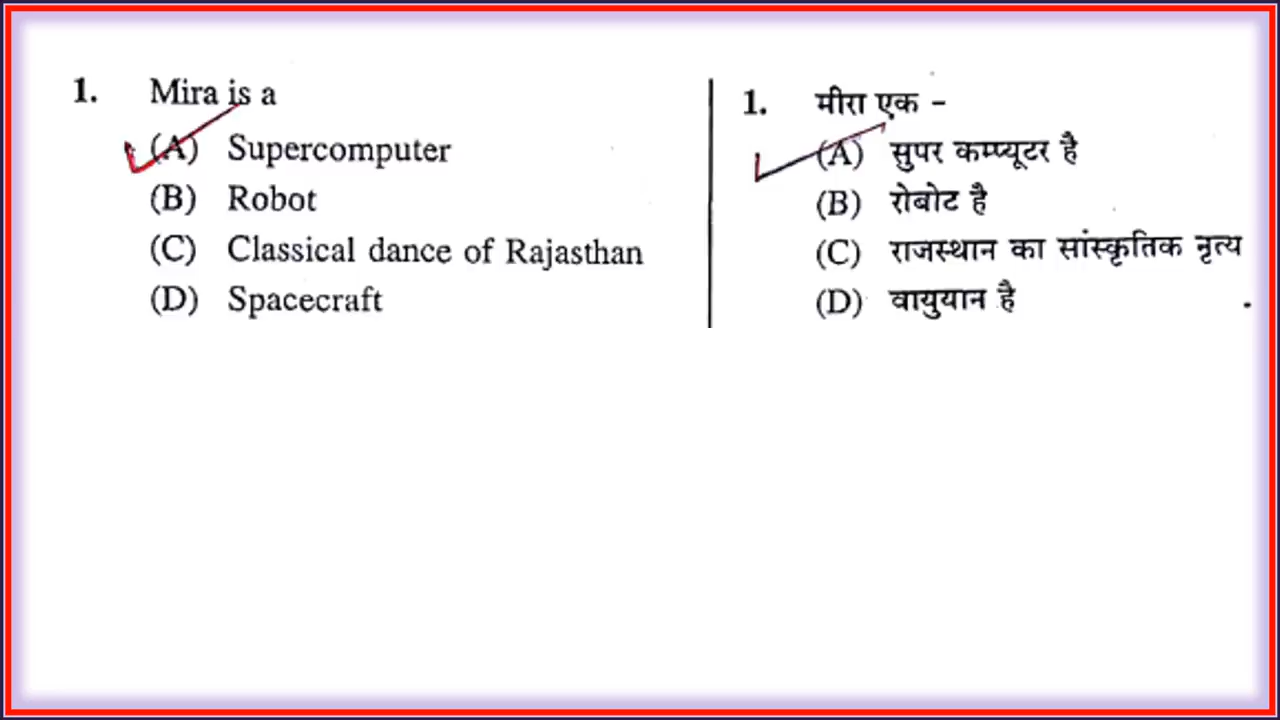 1. Mira is a
(A) Supercomputer
(B) Robot
(C) Classical dance of Rajasthan
(D) Spacecraft
1. मीरा एक -
(A) सुपर कम्प्यूटर है
(B) रोबोट है
(C) राजस्थान का सांस्कृतिक नृत्य
(D) वायुयान है